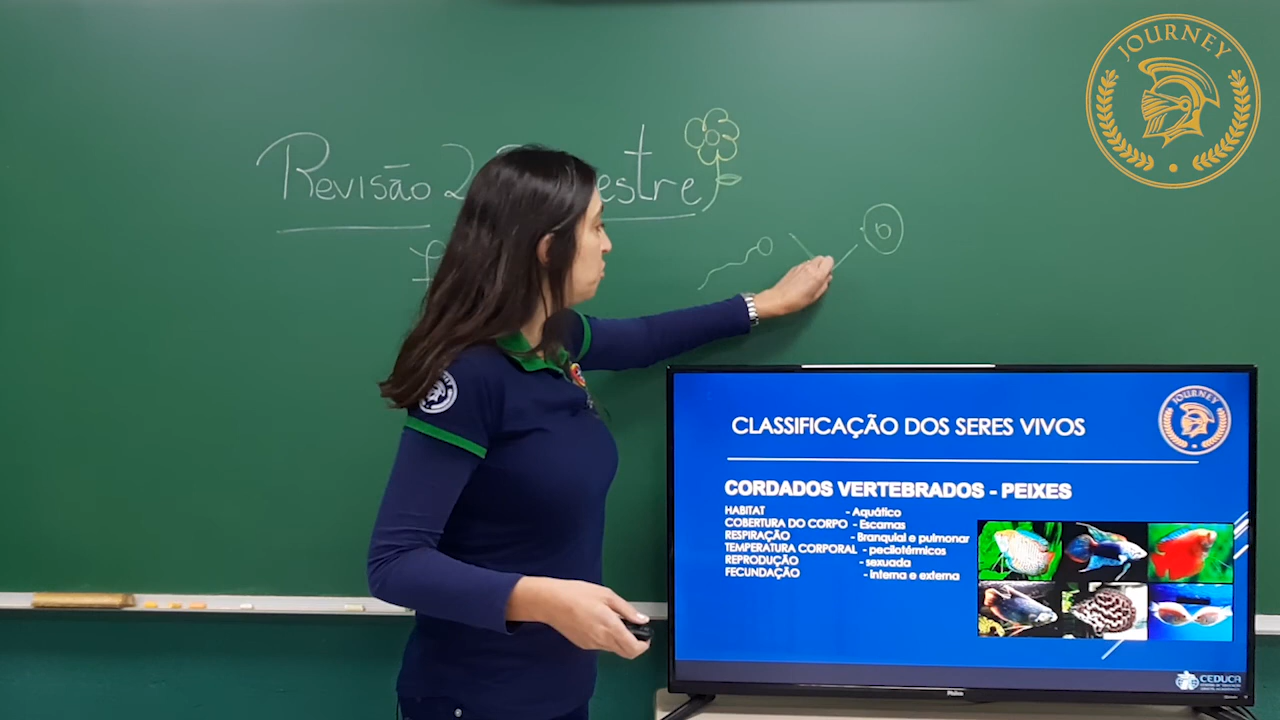 JOURNEY
Revisão 2 estre
JOURNEY
CLASSIFICAÇÃO DOS SERES VIVOS
CORDADOS VERTEBRADOS - PEIXES
HABITAT - Aquático
COBERTURA DO CORPO - Escamas
RESPIRAÇÃO - Branquial e pulmonar
TEMPERATURA CORPORAL - pecilotérmicos
REPRODUÇÃO - sexuada
FECUNDAÇÃO - interna e externa
CEDUCA
Philco